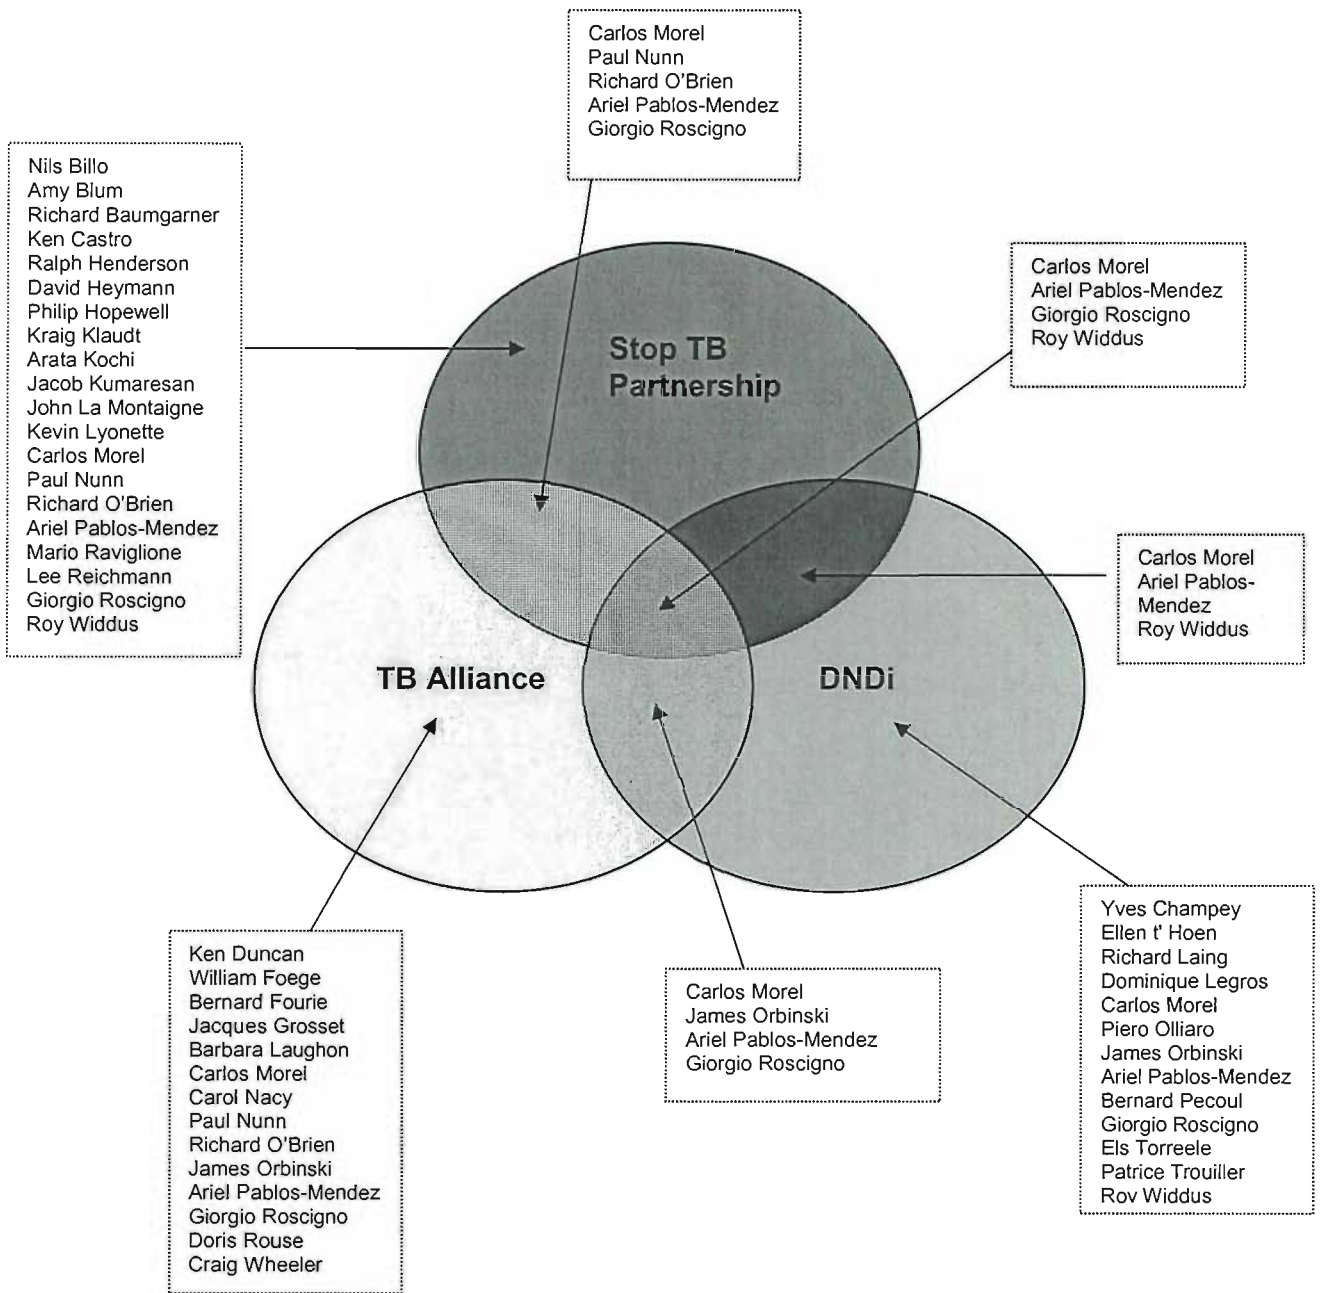 Carlos Morel
Paul Nunn
Richard O'Brien
Ariel Pablos-Mendez
Giorgio Roscigno
Nils Billo
Amy Blum
Richard Baumgarner
Ken Castro
Ralph Henderson
David Heymann
Philip Hopewell
Kraig Klaudt
Arata Kochi
Jacob Kumaresan
John La Montaigne
Kevin Lyonette
Carlos Morel
Paul Nunn
Richard O'Brien
Ariel Pablos-Mendez
Mario Raviglione
Lee Reichmann
Giorgio Roscigno
Roy Widdus
Carlos Morel
Ariel Pablos-Mendez
Giorgio Roscigno
Roy Widdus
Stop TB
Partnership
Carlos Morel
Ariel Pablos-
Mendez
Roy Widdus
TB Alliance
DNDi
Ken Duncan
William Foege
Bernard Fourie
Jacques Grosset
Barbara Laughon
Carlos Morel
Carol Nacy
Paul Nunn
Richard O'Brien
James Orbinski
Ariel Pablos-Mendez
Giorgio Roscigno
Doris Rouse
Craig Wheeler
Carlos Morel
James Orbinski
Ariel Pablos-Mendez
Giorgio Roscigno
Yves Champey
Ellen t' Hoen
Richard Laing
Dominique Legros
Carlos Morel
Piero Olliaro
James Orbinski
Ariel Pablos-Mendez
Bernard Pecoul
Giorgio Roscigno
Els Torreele
Patrice Trouiller
Roy Widdus